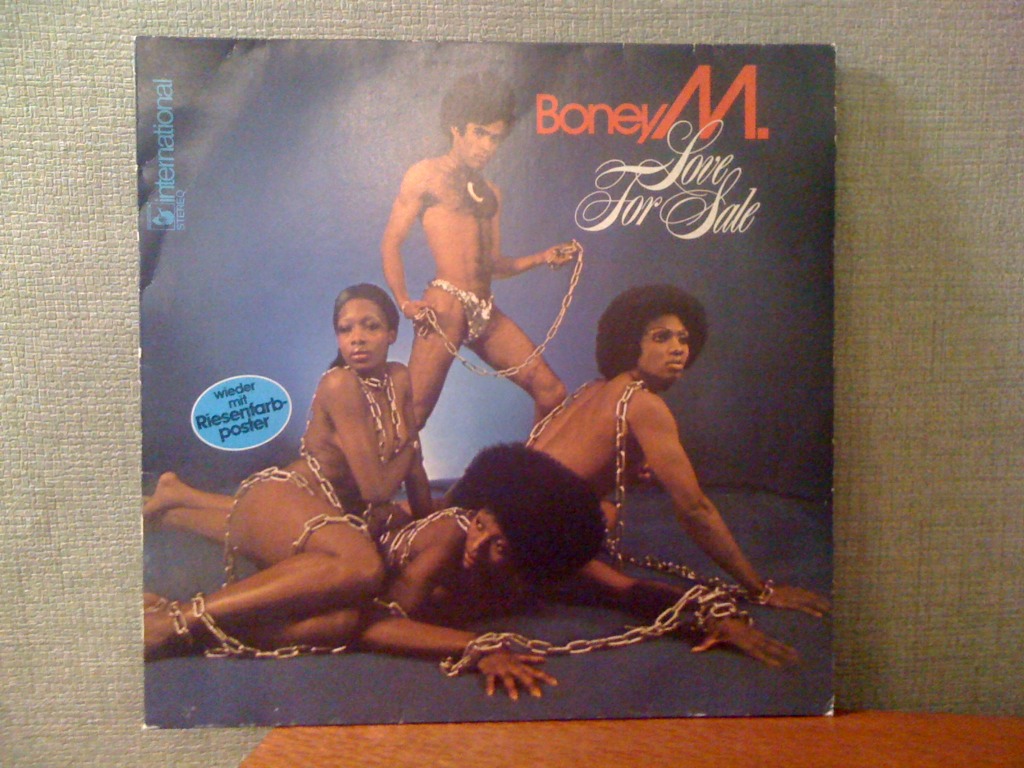 international
STEREO
Boney M.
Love
For Sale
wieder
mit
Riesenfarb-
poster